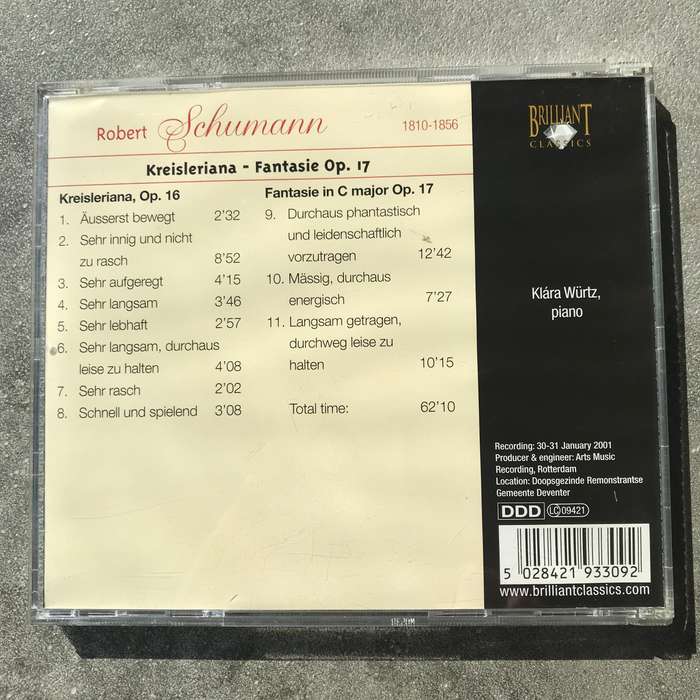 Robert Schumann 1810-1856
Kreisleriana - Fantasie Op. 17
Kreisleriana, Op. 16
1. Äusserst bewegt 2'32
2. Sehr innig und nicht
zu rasch 8'52
3. Sehr aufgeregt 4'15
4. Sehr langsam 3'46
5. Sehr lebhaft 2'57
6. Sehr langsam, durchaus
leise zu halten 4'08
7. Sehr rasch 2'02
8. Schnell und spielend 3'08
Fantasie in C major Op. 17
9. Durchaus phantastisch
und leidenschaftlich
vorzutragen 12'42
10. Mässig, durchaus
energisch 7'27
11. Langsam getragen,
durchweg leise zu
halten 10'15
Total time: 62'10
BRILLIANT
CLASSICS
Klára Würtz,
piano
Recording: 30-31 January 2001
Producer & engineer: Arts Music
Recording, Rotterdam
Location: Doopsgezinde Remonstrantse
Gemeente Deventer
DDD LC 09421
5 028421 933092
www.brilliantclassics.com